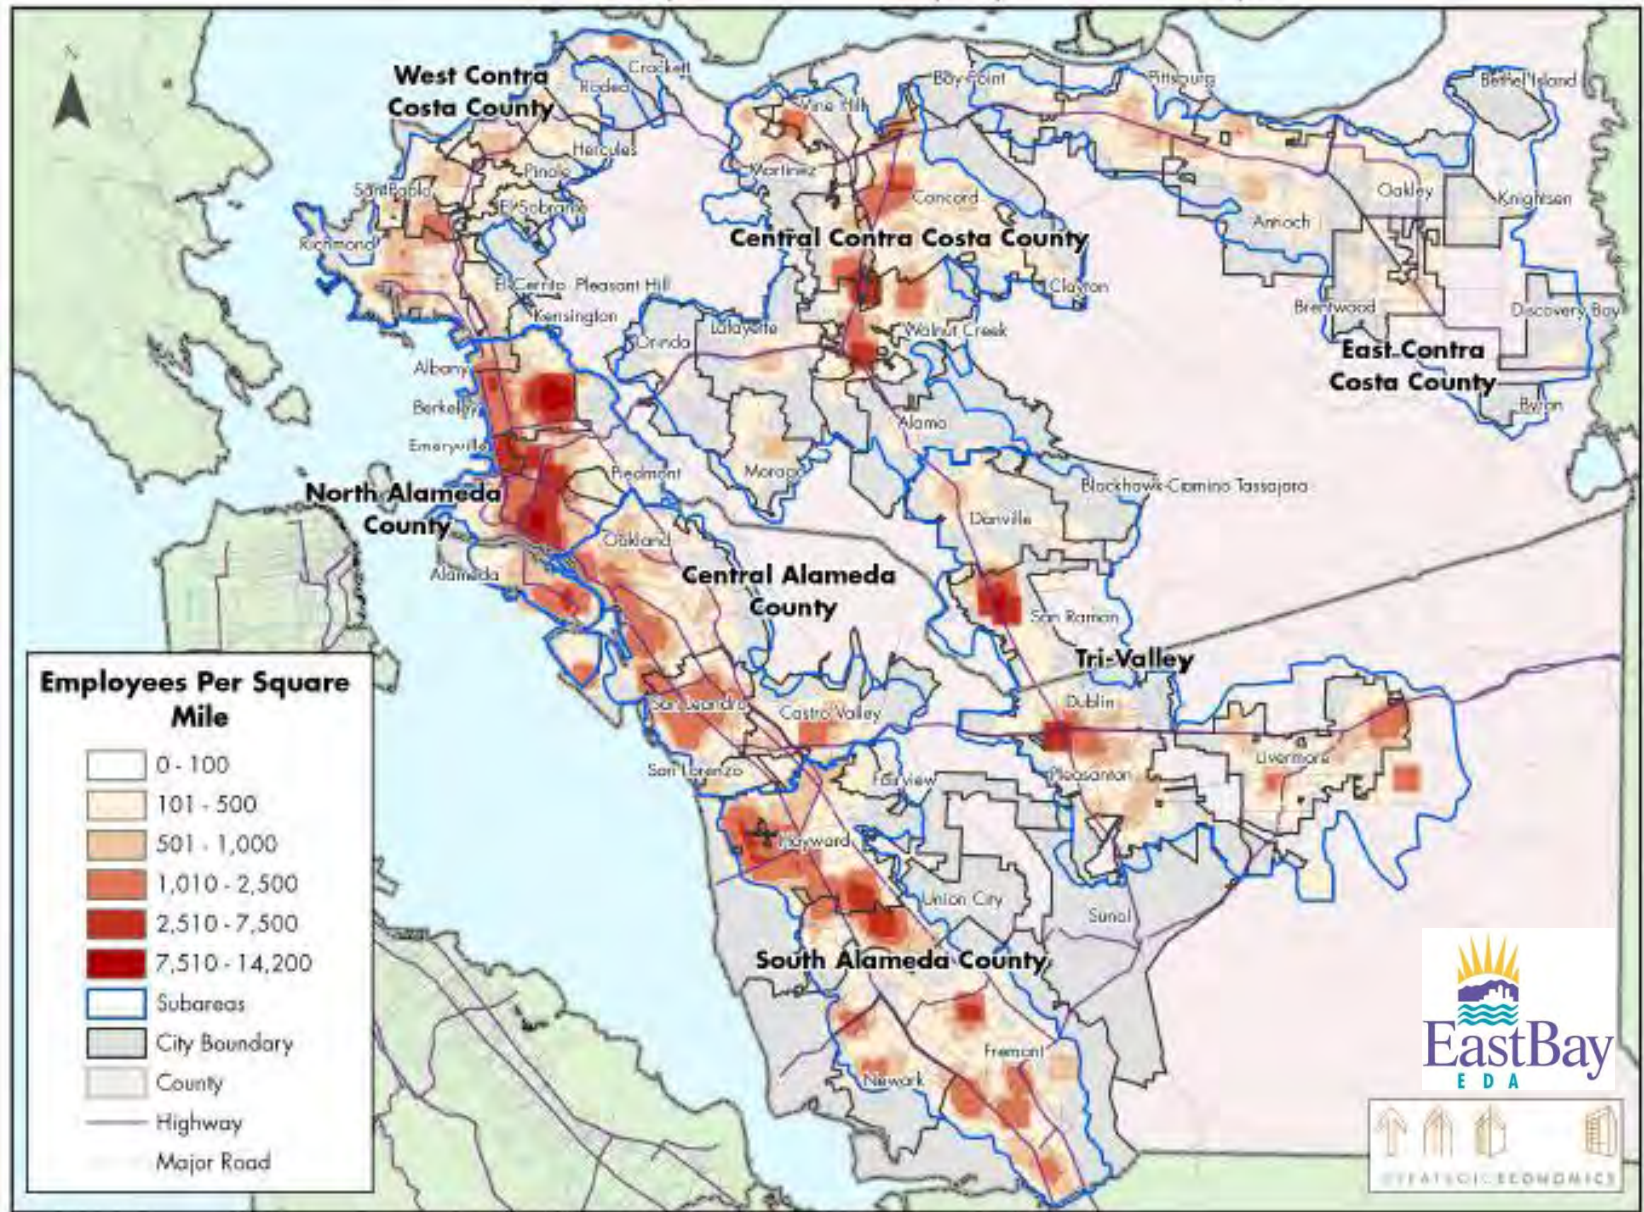 N
West Contra
Costa County
Crockett
Rodeo
Hercules
Pinole
San Pablo
El Sobrante
Richmond
El Cerrito
Pleasant Hill
Kensington
Vine Hill
Martinez
Bay Point
Pittsburg
Bethel Island
Concord
Central Contra Costa County
Clayton
Antioch
Oakley
Knightsen
Brentwood
Discovery Bay
East Contra
Costa County
Byron
Orinda
Lafayette
Walnut Creek
Albany
Berkeley
Emeryville
Piedmont
Moraga
Alamo
Blackhawk-Camino Tassajara
Danville
North Alameda
County
Oakland
Alameda
Central Alameda
County
San Ramon
Tri-Valley
Dublin
San Leandro
Castro Valley
San Lorenzo
Fairview
Pleasanton
Livermore
Hayward
Union City
Sunol
South Alameda County
Fremont
Newark
Employees Per Square
Mile
0 - 100
101 - 500
501 - 1,000
1,010 - 2,500
2,510 - 7,500
7,510 - 14,200
Subareas
City Boundary
County
Highway
Major Road
EastBay
EDA
ECONOMICS